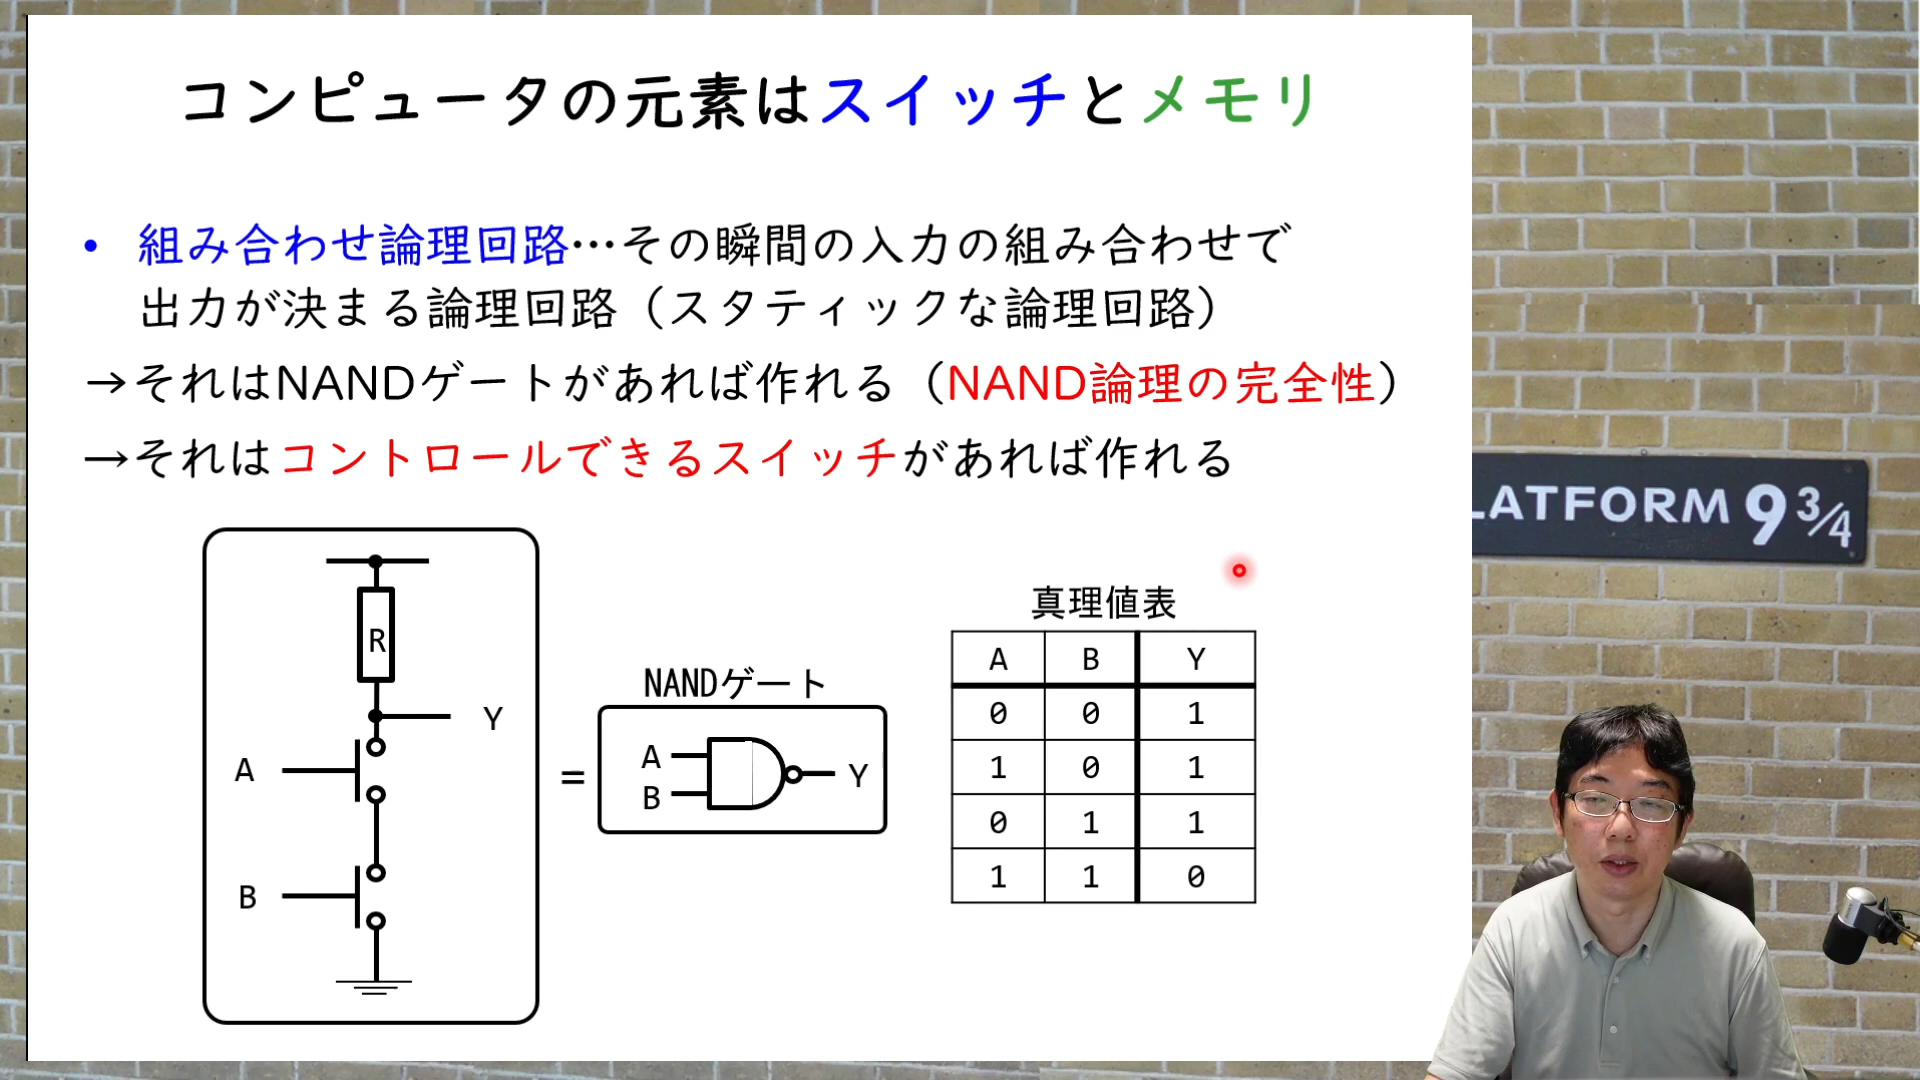 コンピュータの元素はスイッチとメモリ
• 組み合わせ論理回路…その瞬間の入力の組み合わせで
出力が決まる論理回路（スタティックな論理回路）
→それはNANDゲートがあれば作れる（NAND論理の完全性）
→それはコントロールできるスイッチがあれば作れる
R
Y
A
B
=
NANDゲート
A
B
Y
真理値表
A B Y
0 0 1
1 0 1
0 1 1
1 1 0
LATFORM 9 3/4